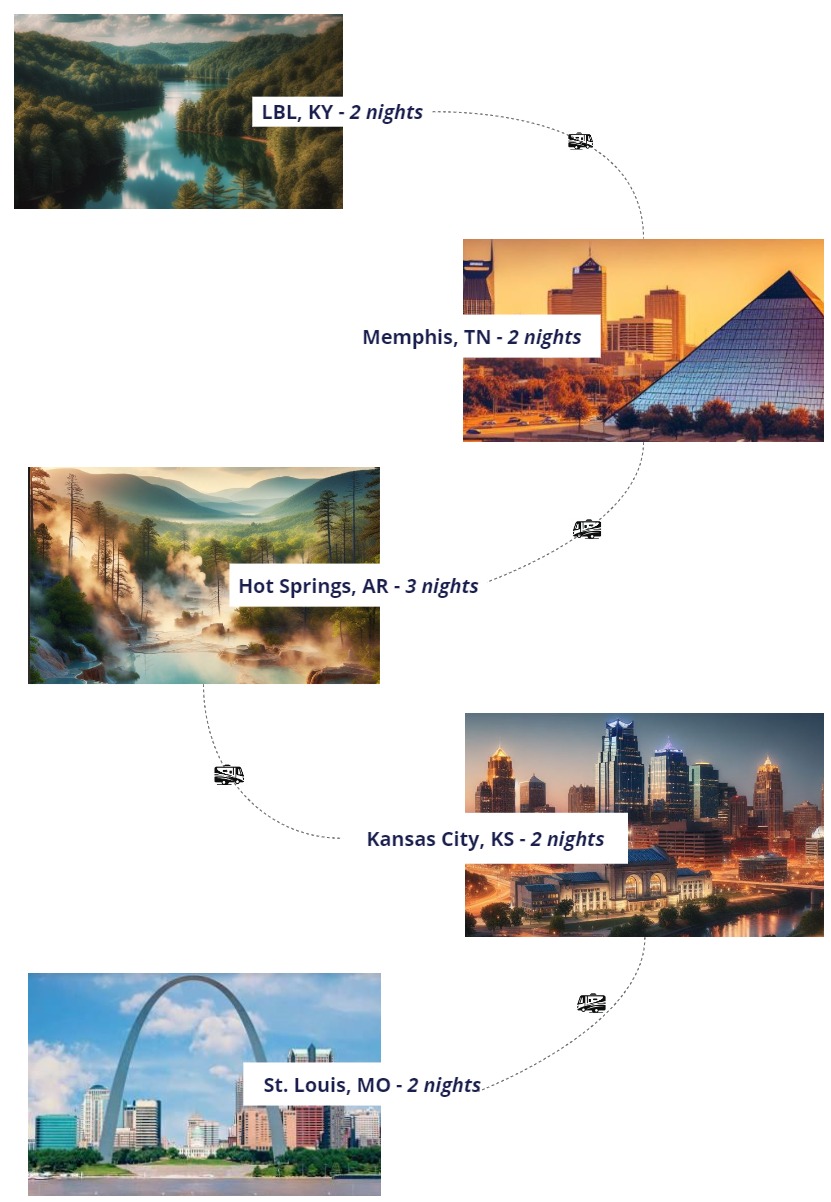 LBL, KY - 2 nights
Memphis, TN - 2 nights
Hot Springs, AR - 3 nights
Kansas City, KS - 2 nights
St. Louis, MO - 2 nights